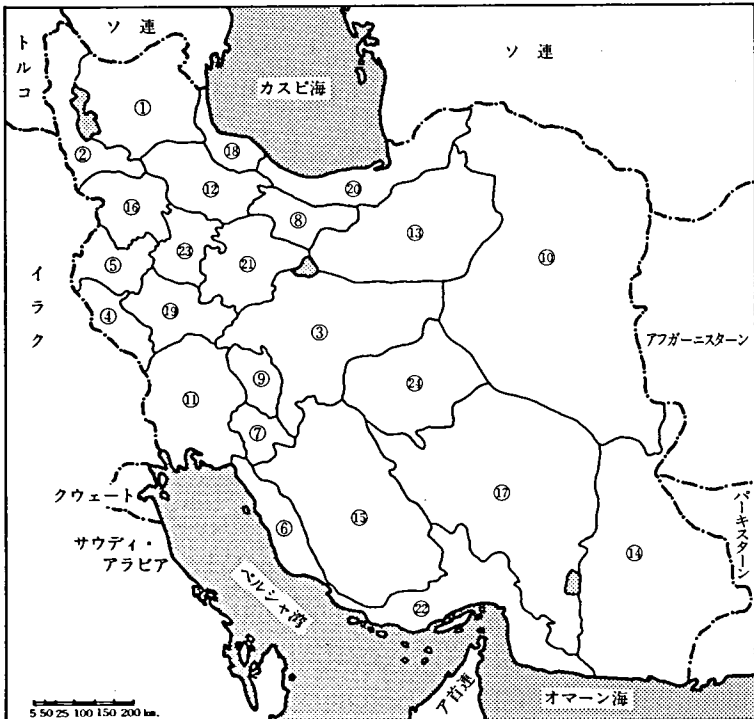 ソ連
ソ連
トルコ
カスピ海
①
②
⑱
⑫
⑳
⑯
⑧
⑬
㉓
⑩
⑤
㉑
イラク
④
⑲
③
アフガーニスターン
⑨
㉔
⑪
⑦
クウェート
⑰
パーキスターン
サウディ・
アラビア
⑥
⑮
⑭
ペルシャ湾
㉒
ア首連
オマーン海
5 50 25 100 150 200 km.